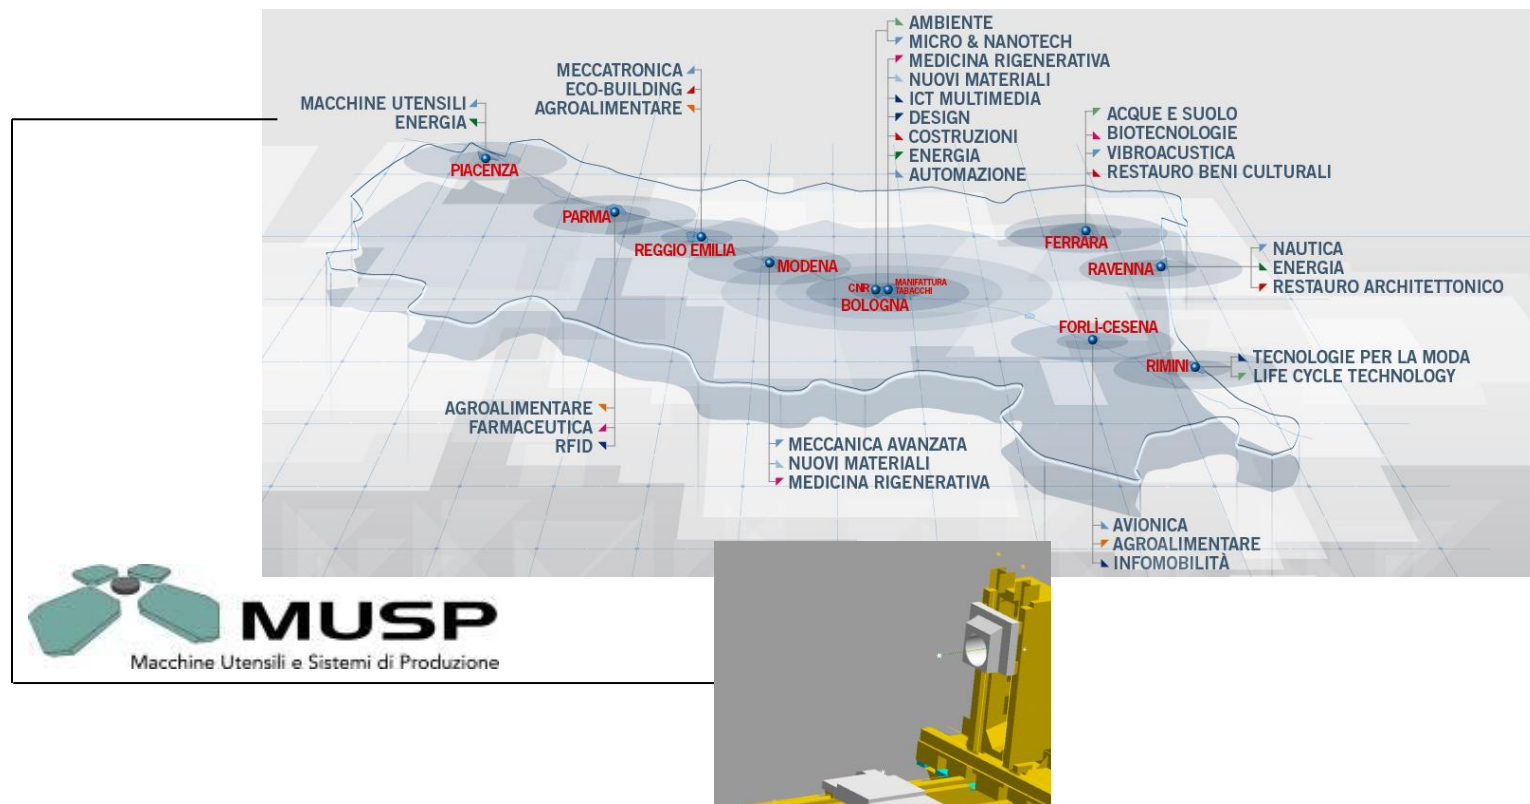 AMBIENTE
MICRO & NANOTECH
MEDICINA RIGENERATIVA
NUOVI MATERIALI
ICT MULTIMEDIA
DESIGN
COSTRUZIONI
ENERGIA
AUTOMAZIONE
MECCATRONICA
ECO-BUILDING
AGROALIMENTARE
MACCHINE UTENSILI
ENERGIA
ACQUE E SUOLO
BIOTECNOLOGIE
VIBROACUSTICA
RESTAURO BENI CULTURALI
PIACENZA
PARMA
REGGIO EMILIA
MODENA
CNR
MANIFATTURA
TABACCHI
BOLOGNA
FERRARA
RAVENNA
NAUTICA
ENERGIA
RESTAURO ARCHITETTONICO
FORLÌ-CESENA
RIMINI
TECNOLOGIE PER LA MODA
LIFE CYCLE TECHNOLOGY
AGROALIMENTARE
FARMACEUTICA
RFID
MECCANICA AVANZATA
NUOVI MATERIALI
MEDICINA RIGENERATIVA
AVIONICA
AGROALIMENTARE
INFOMOBILITÀ
MUSP
Macchine Utensili e Sistemi di Produzione